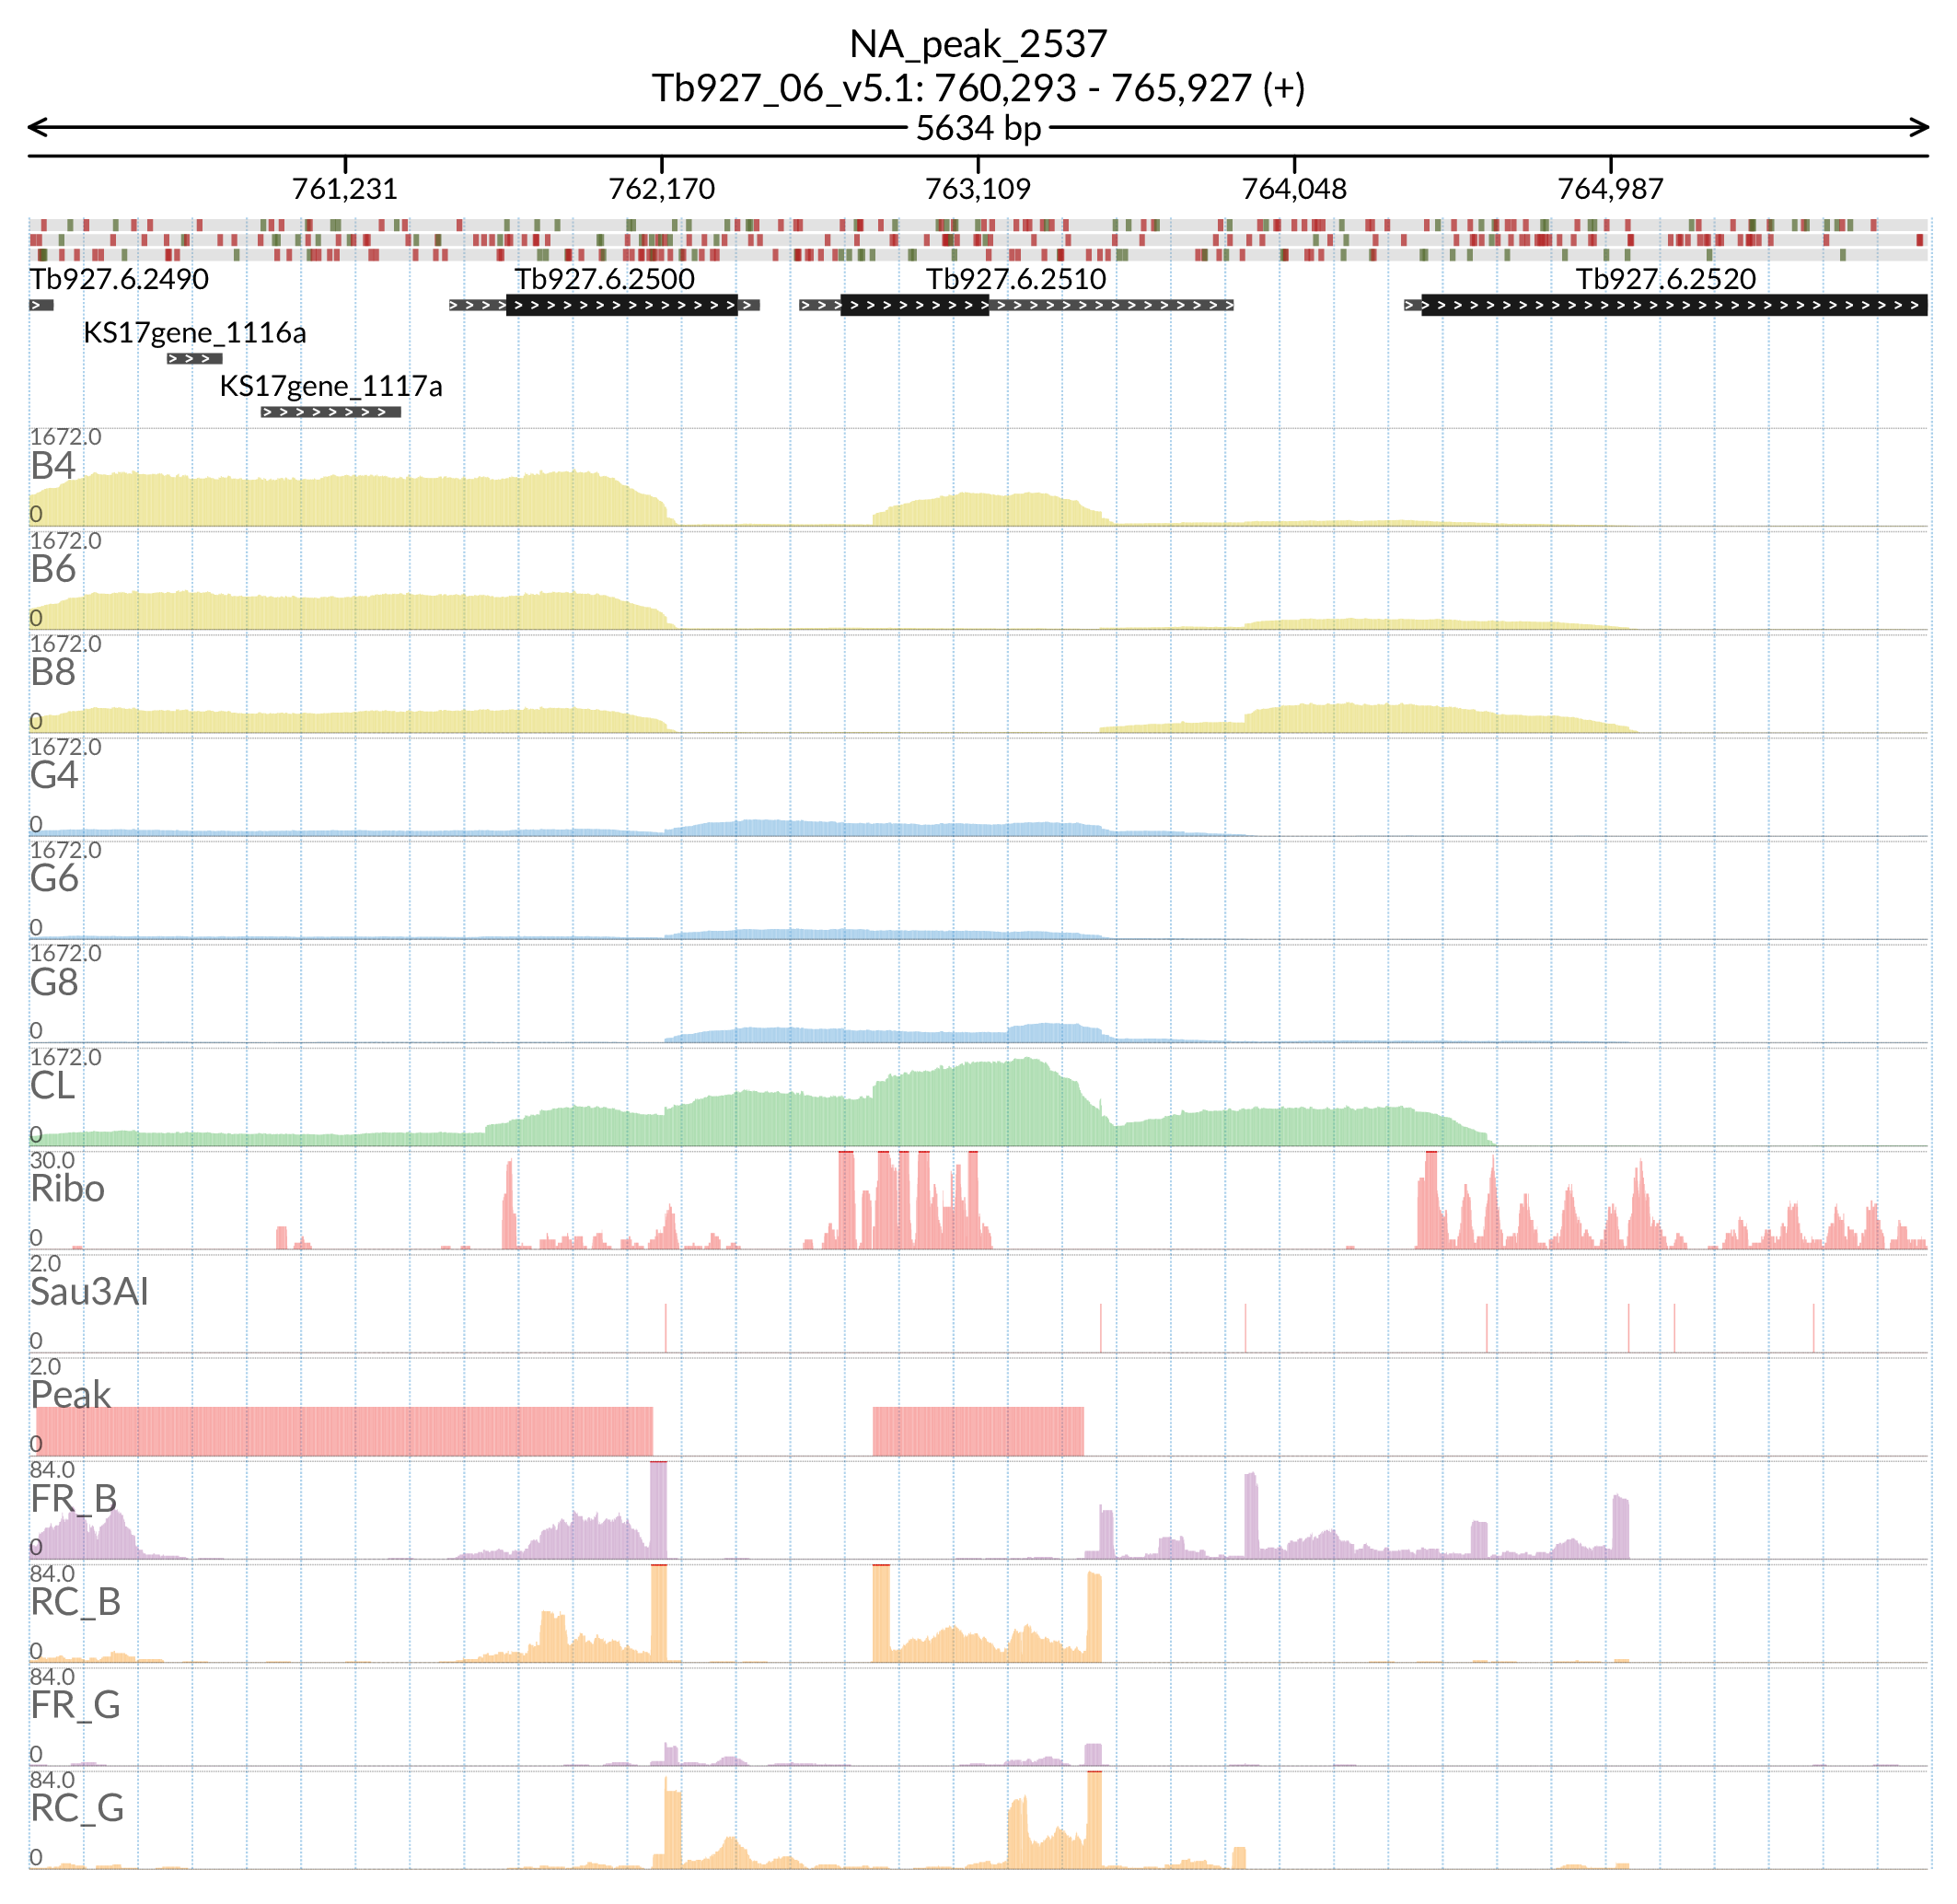 NA_peak_2537
Tb927_06_v5.1: 760,293 - 765,927 (+)
5634 bp
761,231 762,170 763,109 764,048 764,987
Tb927.6.2490 Tb927.6.2500 Tb927.6.2510 Tb927.6.2520
KS17gene_1116a
KS17gene_1117a
1672.0
B4
0
1672.0
B6
0
1672.0
B8
0
1672.0
G4
0
1672.0
G6
0
1672.0
G8
0
1672.0
CL
0
30.0
Ribo
0
2.0
Sau3AI
0
2.0
Peak
0
84.0
FR_B
0
84.0
RC_B
0
84.0
FR_G
0
84.0
RC_G
0